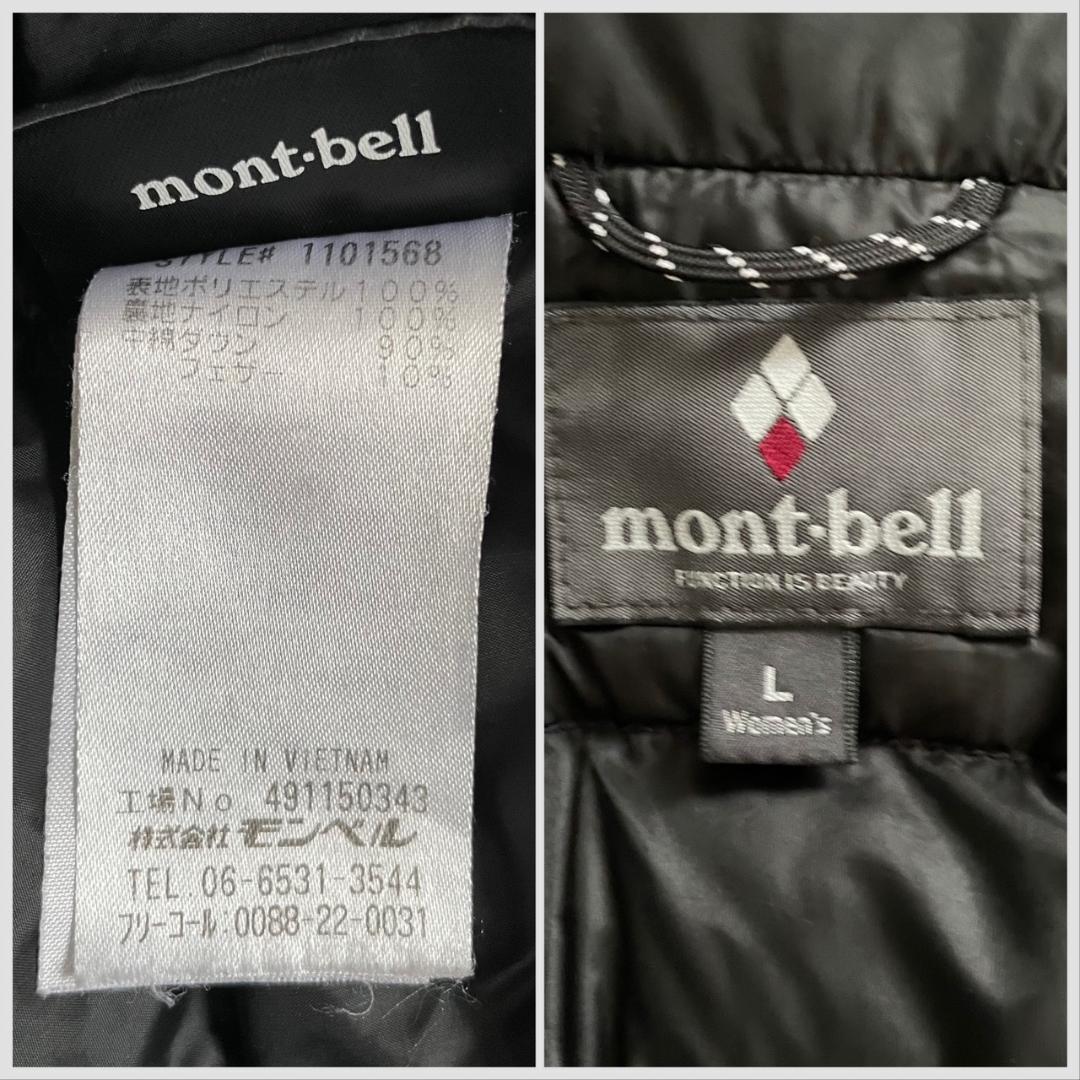 mont·bell
STYLE# 1101568
表地ポリエステル100%
裏地ナイロン 100%
中綿ダウン 90%
フェザー 10%
MADE IN VIETNAM
工場No. 491150343
株式会社モンベル
TEL.06-6531-3544
フリーコール:0088-22-0031
mont·bell
FUNCTION IS BEAUTY
L
Women's